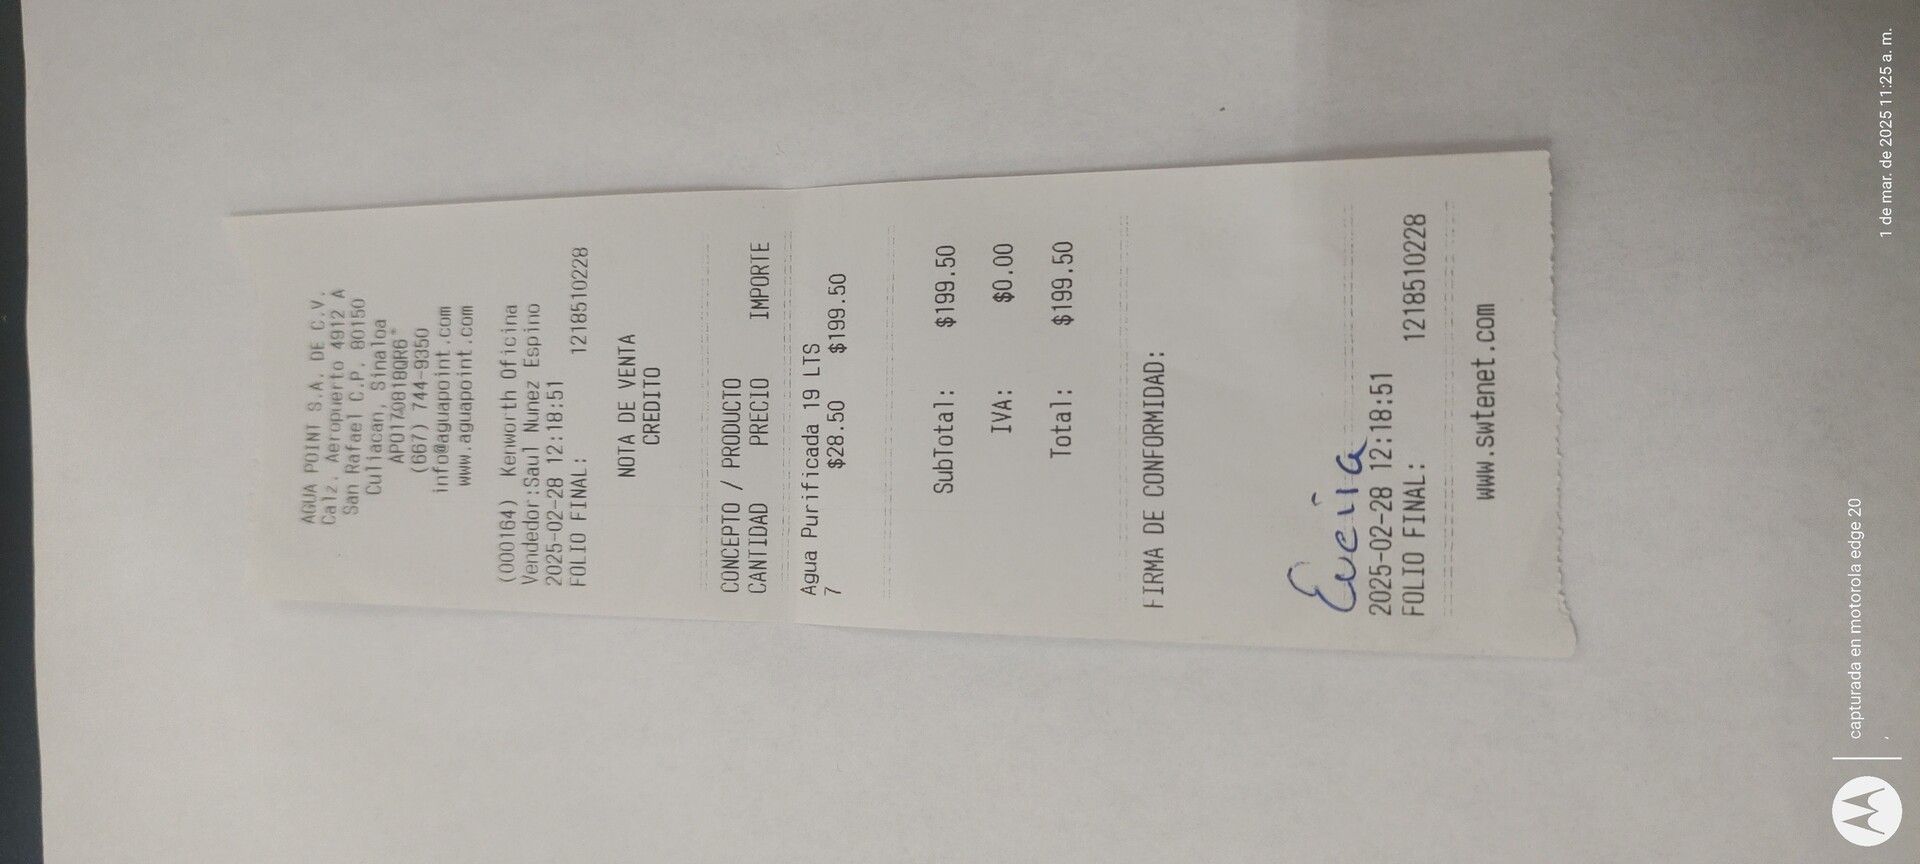 AGUA POINT S.A. DE C.V.
Calz. Aeropuerto 4912 A
San Rafael C.P. 80150
Culiacan, Sinaloa
APO170818QR6
(667) 744-9350
info@aguapoint.com
www.aguapoint.com
(000164) Kenworth Oficina
Vendedor:Saul Nunez Espino
2025-02-28 12:18:51
FOLIO FINAL: 1218510228
NOTA DE VENTA
CREDITO
CONCEPTO / PRODUCTO
CANTIDAD PRECIO IMPORTE
Agua Purificada 19 LTS
7 $28.50 $199.50
SubTotal: $199.50
IVA: $0.00
Total: $199.50
FIRMA DE CONFORMIDAD:
2025-02-28 12:18:51
FOLIO FINAL: 1218510228
www.swtenet.com
capturada en motorola edge 20
1 de mar. de 2025 11:25 a. m.